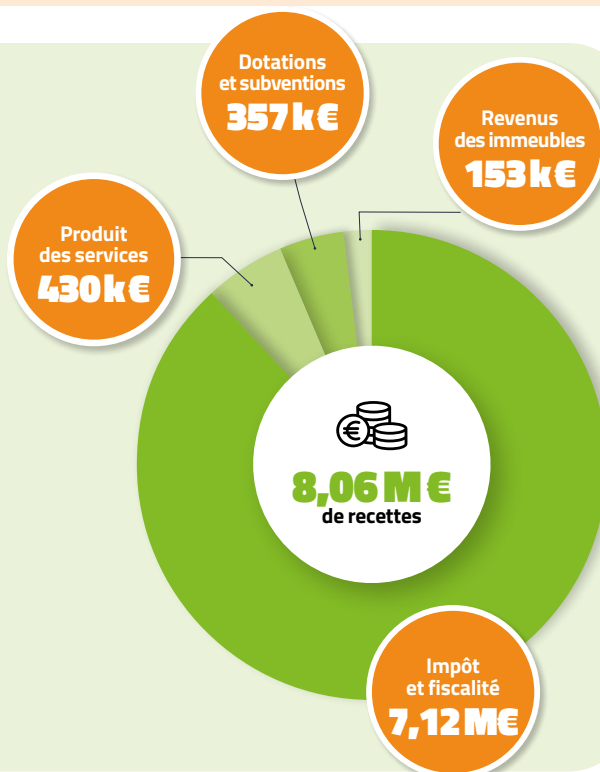 Dotations
et subventions
357 k€
Revenus
des immeubles
153 k€
Produit
des services
430 k€
€
8,06 M €
de recettes
Impôt
et fiscalité
7,12 M€